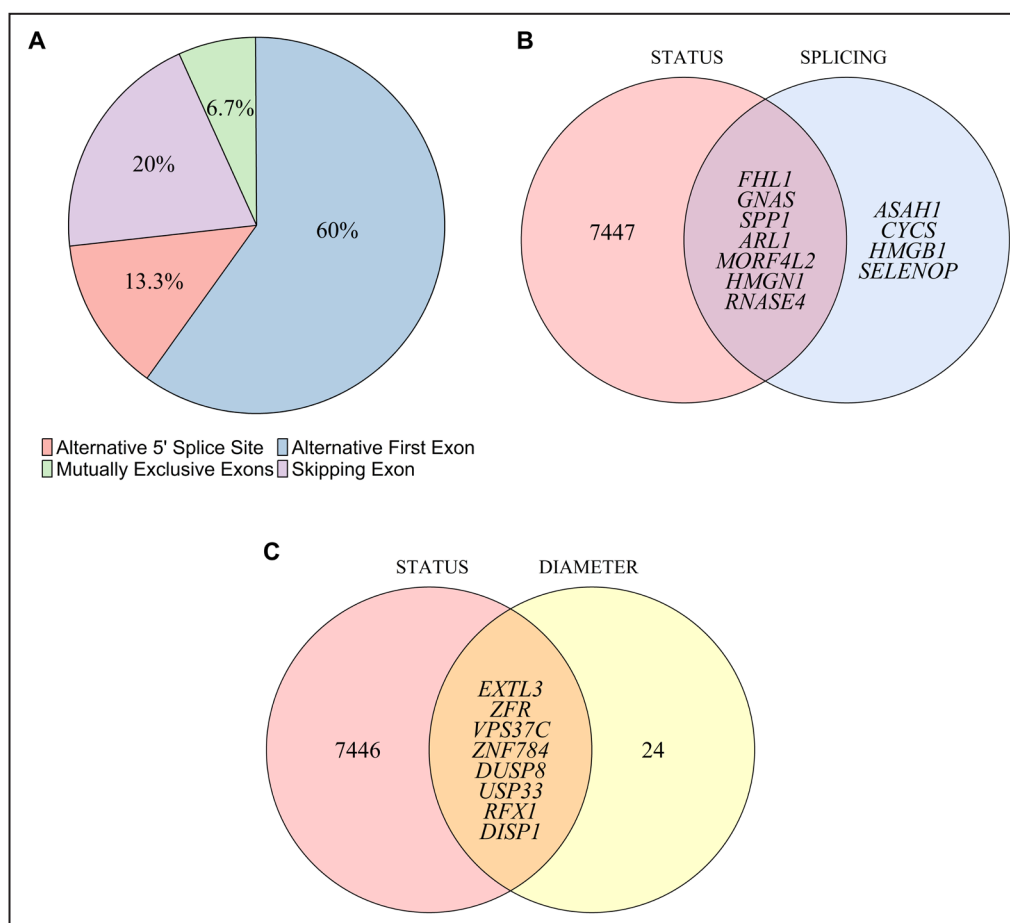 A
6.7%
20%
60%
13.3%
Alternative 5' Splice Site Alternative First Exon
Mutually Exclusive Exons Skipping Exon
B
STATUS SPLICING
7447
FHL1
GNAS
SPP1
ARL1
MORF4L2
HMGN1
RNASE4
ASAH1
CYCS
HMGB1
SELENOP
C
STATUS DIAMETER
7446
EXTL3
ZFR
VPS37C
ZNF784
DUSP8
USP33
RFX1
DISP1
24